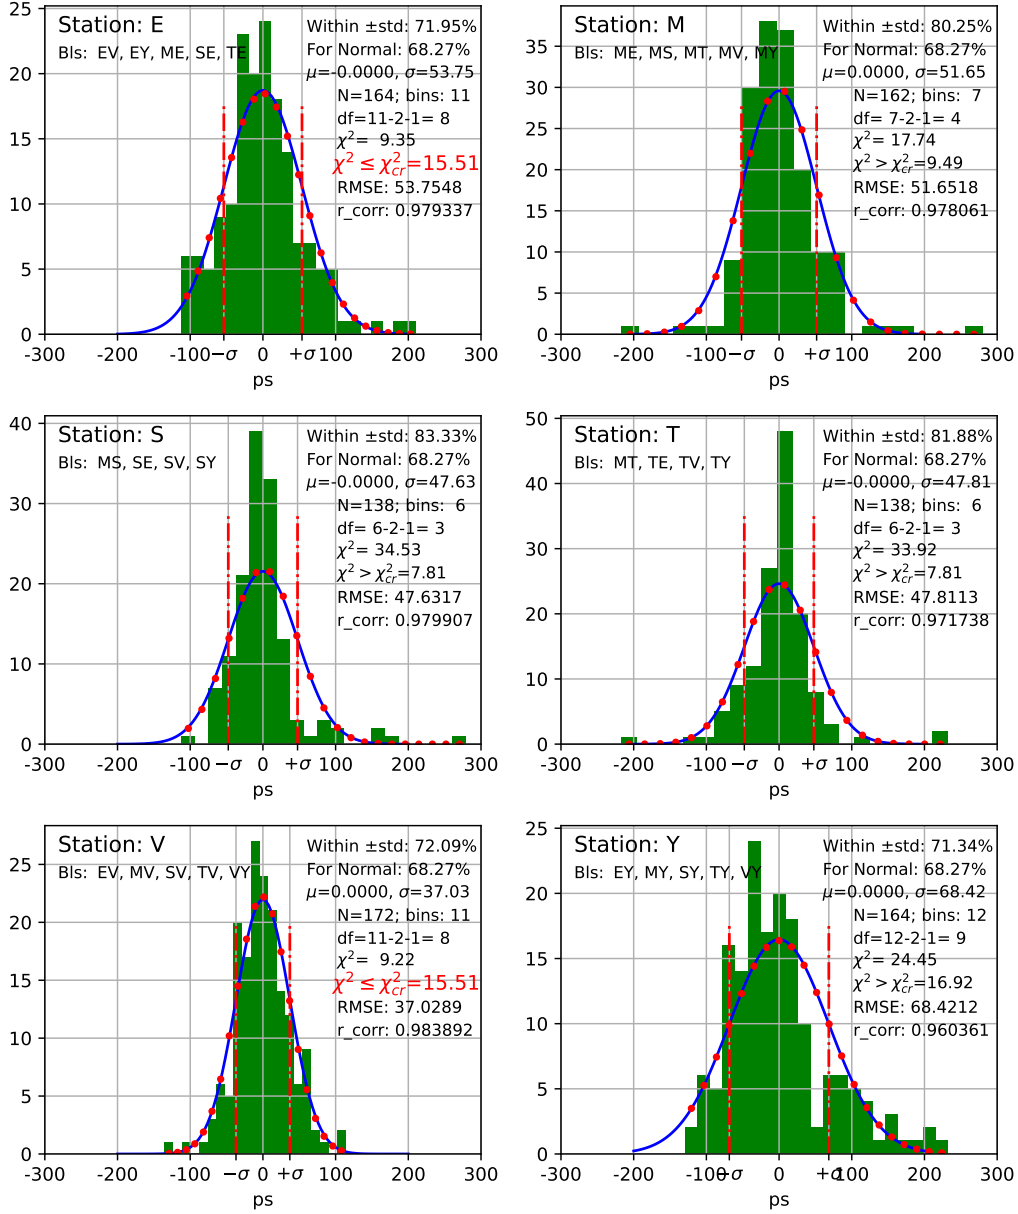 Station: E
Bls: EV, EY, ME, SE, TE
Within ±std: 71.95%
For Normal: 68.27%
μ=-0.0000, σ=53.75
N=164; bins: 11
df=11-2-1= 8
χ²= 9.35
χ² ≤ χ²cr=15.51
RMSE: 53.7548
r_corr: 0.979337
25
20
15
10
5
0
-300 -200 -100 −σ 0 +σ 100 200 300
ps
Station: M
Bls: ME, MS, MT, MV, MY
Within ±std: 80.25%
For Normal: 68.27%
μ=0.0000, σ=51.65
N=162; bins: 7
df= 7-2-1= 4
χ²= 17.74
χ² > χ²cr=9.49
RMSE: 51.6518
r_corr: 0.978061
35
30
25
20
15
10
5
0
-300 -200 -100 −σ 0 +σ 100 200 300
ps
Station: S
Bls: MS, SE, SV, SY
Within ±std: 83.33%
For Normal: 68.27%
μ=-0.0000, σ=47.63
N=138; bins: 6
df= 6-2-1= 3
χ²= 34.53
χ² > χ²cr=7.81
RMSE: 47.6317
r_corr: 0.979907
40
30
20
10
0
-300 -200 -100 −σ 0 +σ 100 200 300
ps
Station: T
Bls: MT, TE, TV, TY
Within ±std: 81.88%
For Normal: 68.27%
μ=-0.0000, σ=47.81
N=138; bins: 6
df= 6-2-1= 3
χ²= 33.92
χ² > χ²cr=7.81
RMSE: 47.8113
r_corr: 0.971738
50
40
30
20
10
0
-300 -200 -100 −σ 0 +σ 100 200 300
ps
Station: V
Bls: EV, MV, SV, TV, VY
Within ±std: 72.09%
For Normal: 68.27%
μ=0.0000, σ=37.03
N=172; bins: 11
df=11-2-1= 8
χ²= 9.22
χ² ≤ χ²cr=15.51
RMSE: 37.0289
r_corr: 0.983892
25
20
15
10
5
0
-300 -200 -100 −σ 0 +σ 100 200 300
ps
Station: Y
Bls: EY, MY, SY, TY, VY
Within ±std: 71.34%
For Normal: 68.27%
μ=0.0000, σ=68.42
N=164; bins: 12
df=12-2-1= 9
χ²= 24.45
χ² > χ²cr=16.92
RMSE: 68.4212
r_corr: 0.960361
25
20
15
10
5
0
-300 -200 -100 −σ 0 +σ 100 200 300
ps